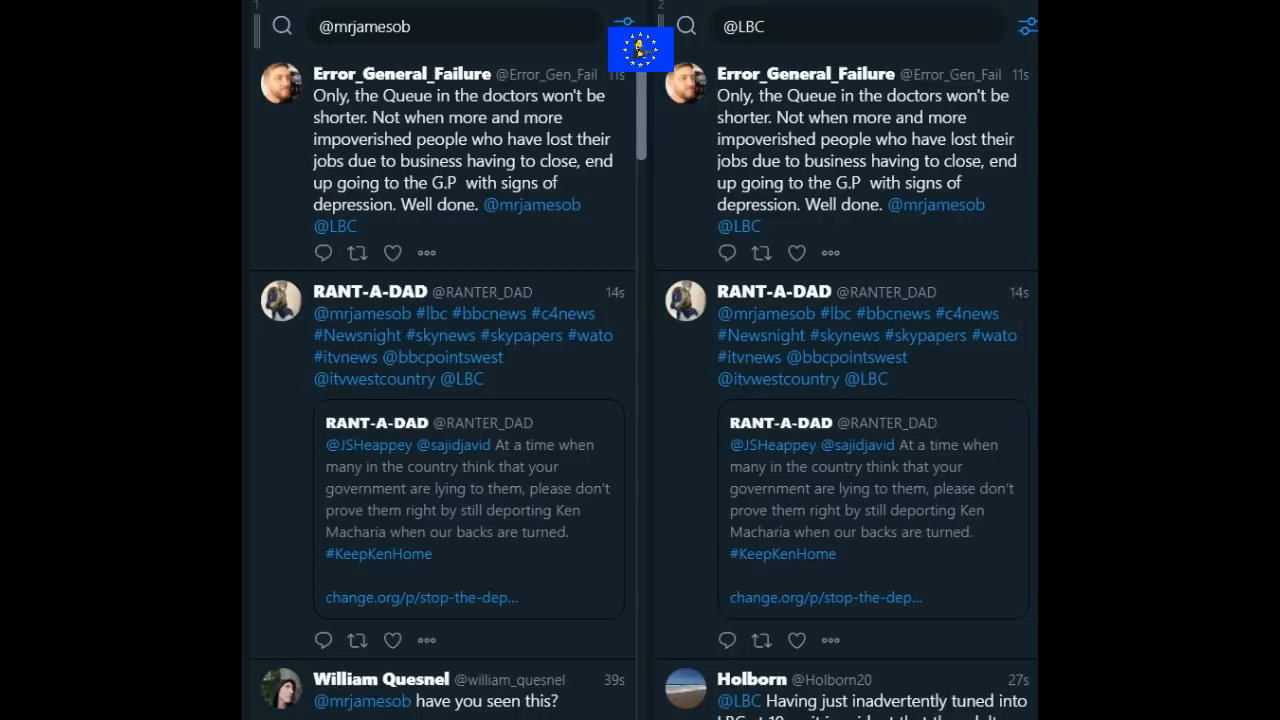 1
@mrjamesob
Error_General_Failure @Error_Gen_Fail 11s
Only, the Queue in the doctors won't be
shorter. Not when more and more
impoverished people who have lost their
jobs due to business having to close, end
up going to the G.P  with signs of
depression. Well done. @mrjamesob
@LBC
RANT-A-DAD @RANTER_DAD 14s
@mrjamesob #lbc #bbcnews #c4news
#Newsnight #skynews #skypapers #wato
#itvnews @bbcpointswest
@itvwestcountry @LBC
RANT-A-DAD @RANTER_DAD
@JSHeappey @sajidjavid At a time when
many in the country think that your
government are lying to them, please don't
prove them right by still deporting Ken
Macharia when our backs are turned.
#KeepKenHome
change.org/p/stop-the-dep...
William Quesnel @william_quesnel 39s
@mrjamesob have you seen this?
2
@LBC
Error_General_Failure @Error_Gen_Fail 11s
Only, the Queue in the doctors won't be
shorter. Not when more and more
impoverished people who have lost their
jobs due to business having to close, end
up going to the G.P  with signs of
depression. Well done. @mrjamesob
@LBC
RANT-A-DAD @RANTER_DAD 14s
@mrjamesob #lbc #bbcnews #c4news
#Newsnight #skynews #skypapers #wato
#itvnews @bbcpointswest
@itvwestcountry @LBC
RANT-A-DAD @RANTER_DAD
@JSHeappey @sajidjavid At a time when
many in the country think that your
government are lying to them, please don't
prove them right by still deporting Ken
Macharia when our backs are turned.
#KeepKenHome
change.org/p/stop-the-dep...
Holborn @Holborn20 27s
@LBC Having just inadvertently tuned into